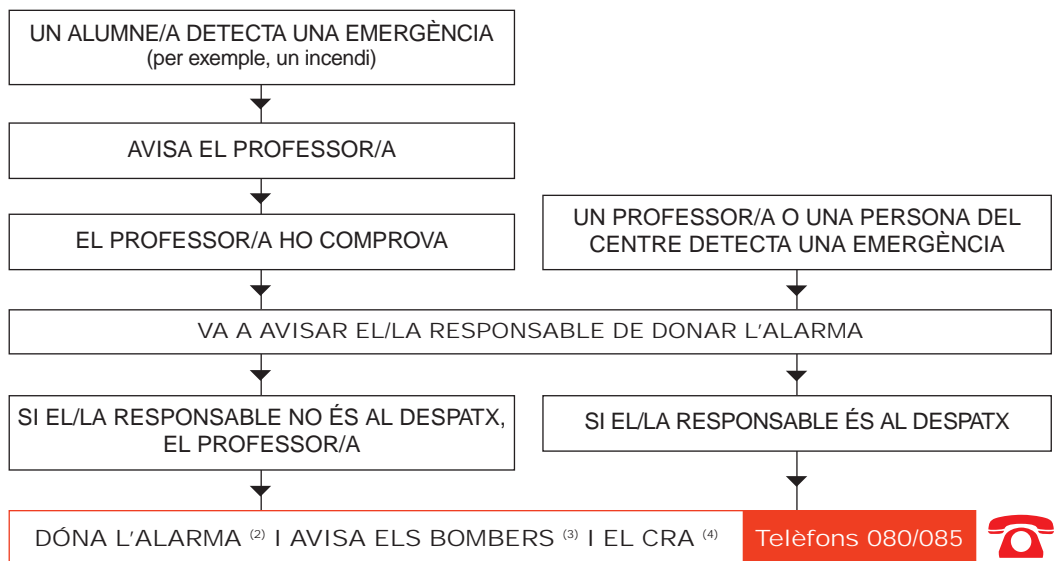 UN ALUMNE/A DETECTA UNA EMERGÈNCIA
(per exemple, un incendi)
AVISA EL PROFESSOR/A
EL PROFESSOR/A HO COMPROVA
UN PROFESSOR/A O UNA PERSONA DEL
CENTRE DETECTA UNA EMERGÈNCIA
VA A AVISAR EL/LA RESPONSABLE DE DONAR L'ALARMA
SI EL/LA RESPONSABLE NO ÉS AL DESPATX,
EL PROFESSOR/A
SI EL/LA RESPONSABLE ÉS AL DESPATX
DÓNA L'ALARMA (2) I AVISA ELS BOMBERS (3) I EL CRA (4)
Telèfons 080/085